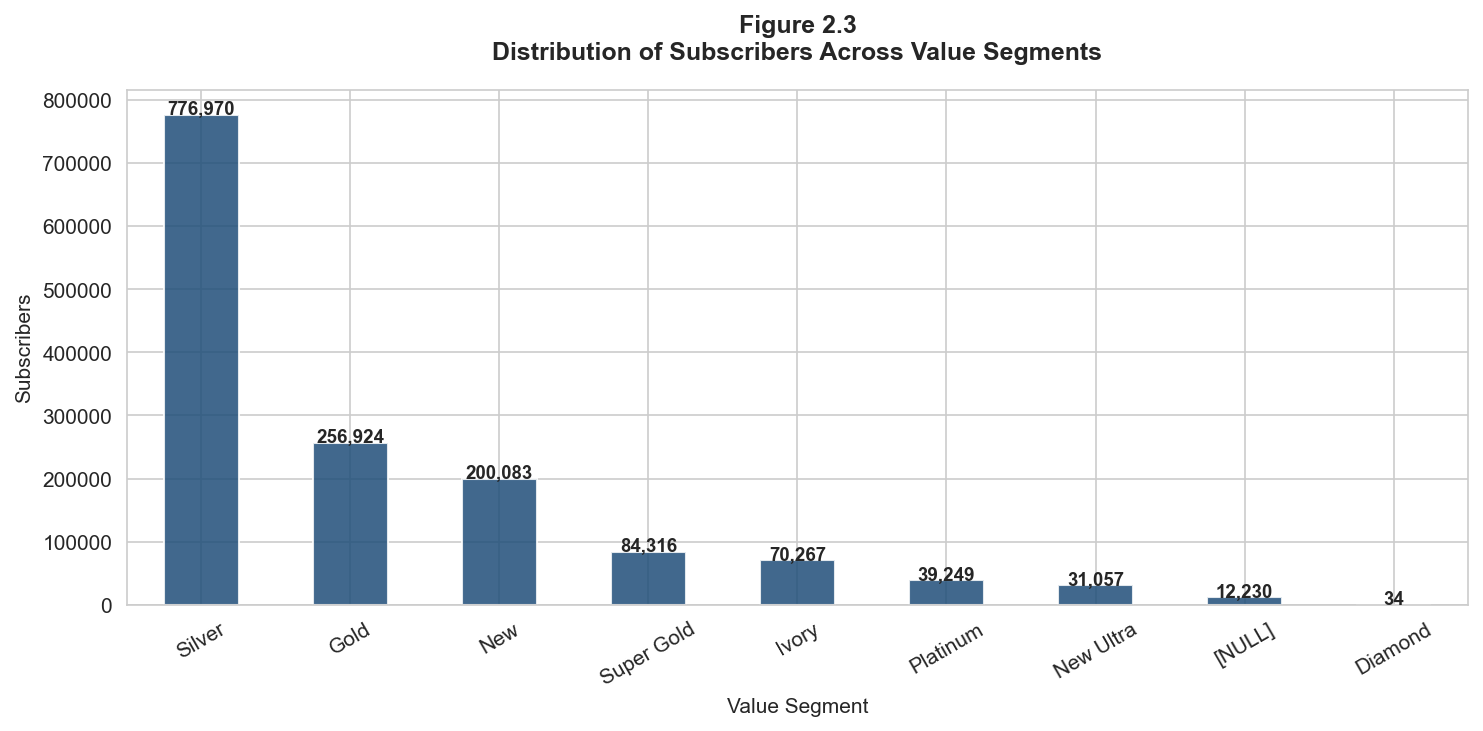 Figure 2.3
Distribution of Subscribers Across Value Segments
800000
700000
600000
500000
400000
300000
200000
100000
0
Subscribers
776,970
256,924
200,083
84,316
70,267
39,249
31,057
12,230
34
Silver
Gold
New
Super Gold
Ivory
Platinum
New Ultra
[NULL]
Diamond
Value Segment